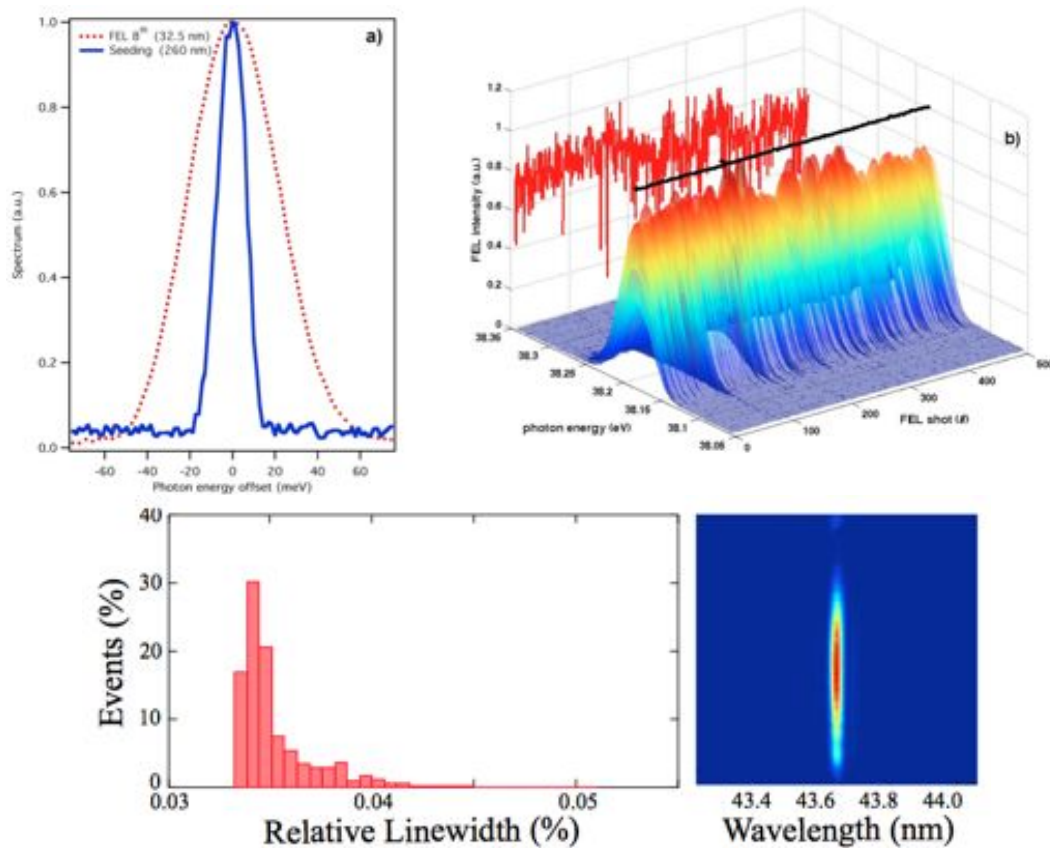 1.0
0.8
0.6
0.4
0.2
0.0
Spectrum (a.u.)
FEL 8th (32.5 nm)
Seeding (260 nm)
a)
-60 -40 -20 0 20 40 60
Photon energy offset (meV)
1.2
1
0.8
0.6
0.4
0.2
0
FEL intensity (a.u.)
b)
38.35
38.3
38.25
38.2
38.15
38.1
38.05
photon energy (eV)
0
100
200
300
400
500
FEL shot (#)
40
30
20
10
0
Events (%)
0.03 0.04 0.05
Relative Linewidth (%)
43.4 43.6 43.8 44.0
Wavelength (nm)